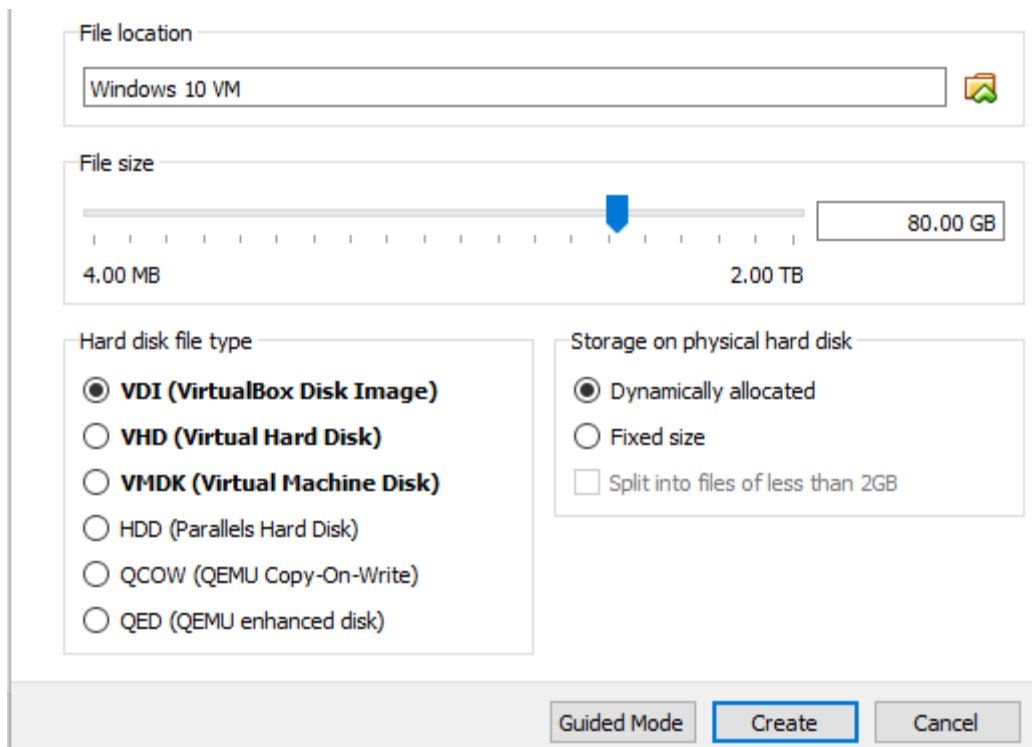 File location
Windows 10 VM
File size
80.00 GB
4.00 MB 2.00 TB
Hard disk file type
VDI (VirtualBox Disk Image)
VHD (Virtual Hard Disk)
VMDK (Virtual Machine Disk)
HDD (Parallels Hard Disk)
QCOW (QEMU Copy-On-Write)
QED (QEMU enhanced disk)
Storage on physical hard disk
Dynamically allocated
Fixed size
Split into files of less than 2GB
Guided Mode Create Cancel